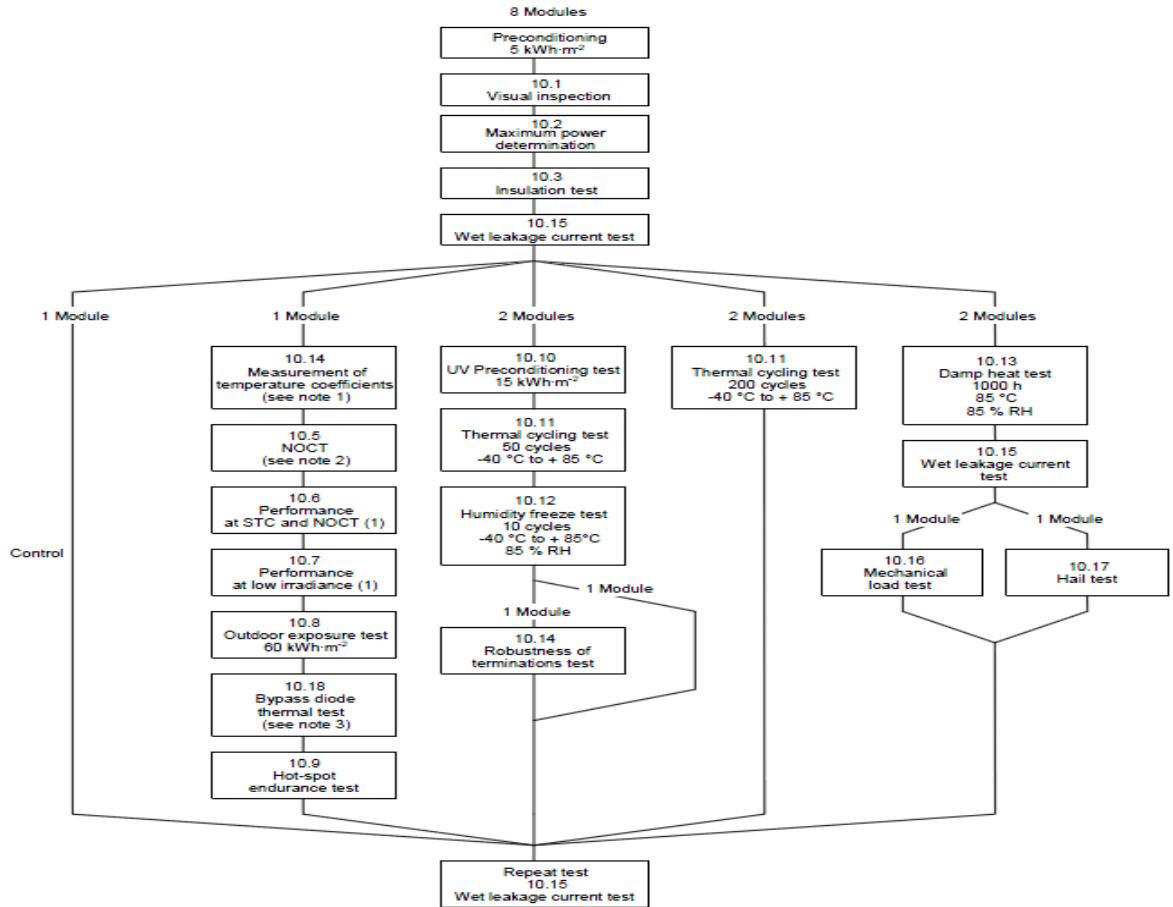 8 Modules
Preconditioning
5 kWh·m⁻²
10.1
Visual inspection
10.2
Maximum power
determination
10.3
Insulation test
10.15
Wet leakage current test
1 Module
1 Module
2 Modules
2 Modules
2 Modules
Control
10.14
Measurement of
temperature coefficients
(see note 1)
10.5
NOCT
(see note 2)
10.6
Performance
at STC and NOCT (1)
10.7
Performance
at low irradiance (1)
10.8
Outdoor exposure test
60 kWh·m⁻²
10.18
Bypass diode
thermal test
(see note 3)
10.9
Hot-spot
endurance test
10.10
UV Preconditioning test
15 kWh·m⁻²
10.11
Thermal cycling test
50 cycles
-40 °C to + 85 °C
10.12
Humidity freeze test
10 cycles
-40 °C to + 85°C
85 % RH
1 Module
1 Module
10.14
Robustness of
terminations test
10.11
Thermal cycling test
200 cycles
-40 °C to + 85 °C
10.13
Damp heat test
1000 h
85 °C
85 % RH
10.15
Wet leakage current
test
1 Module
1 Module
10.16
Mechanical
load test
10.17
Hail test
Repeat test
10.15
Wet leakage current test